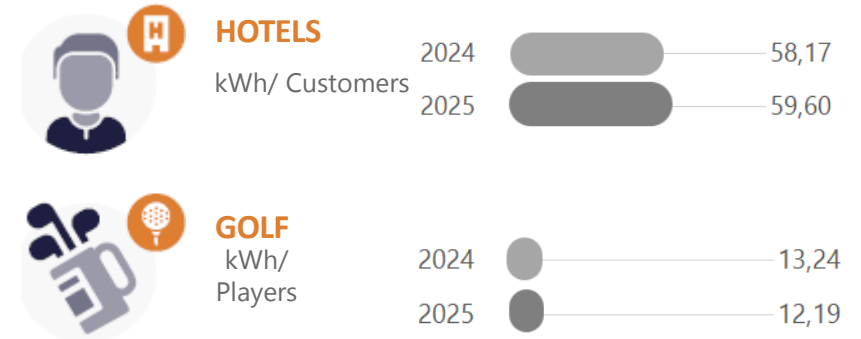 H
HOTELS
kWh/ Customers
2024 58,17
2025 59,60
GOLF
kWh/
Players
2024 13,24
2025 12,19